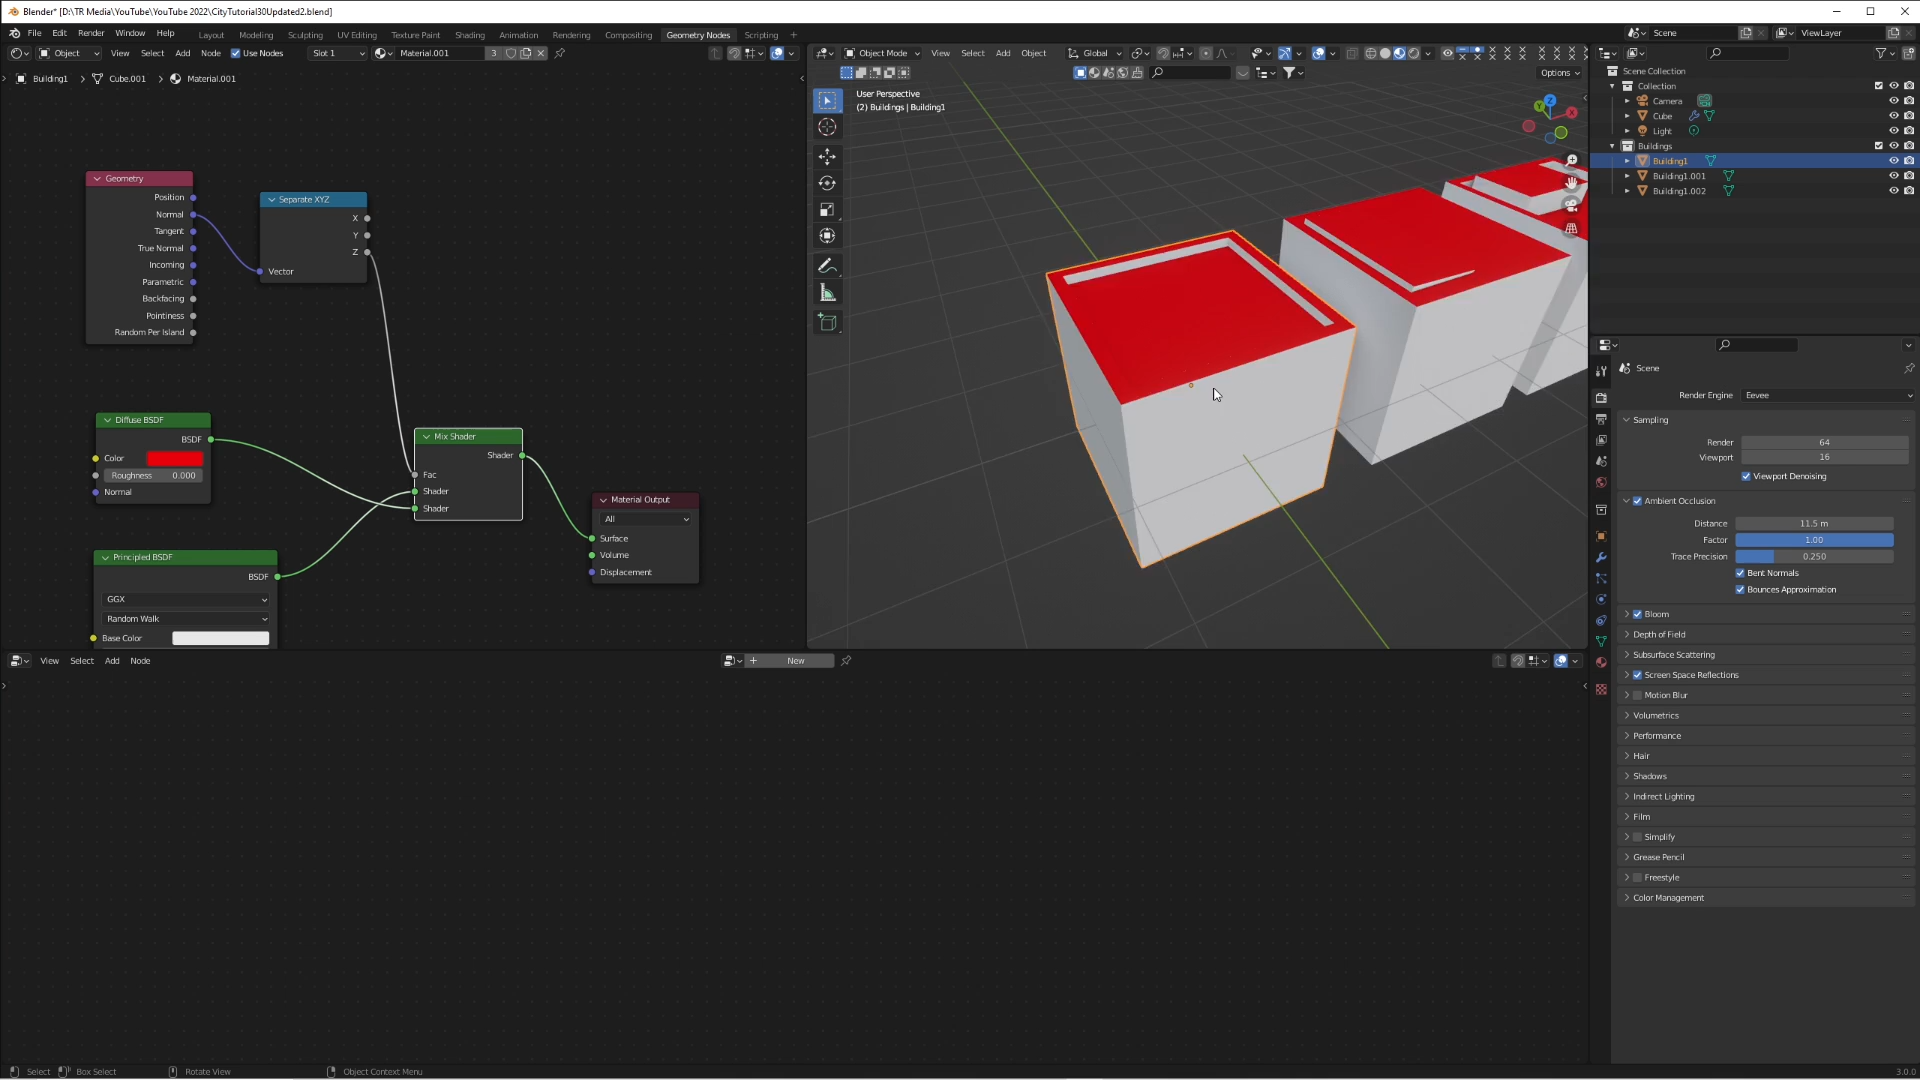 Blender* [D:\TR Media\YouTube\YouTube 2022\CityTutorial30Updated2.blend]
File Edit Render Window Help Layout Modeling Sculpting UV Editing Texture Paint Shading Animation Rendering Compositing Geometry Nodes Scripting + Scene ViewLayer
Object View Select Add Node Use Nodes Slot 1 Material.001 3
Object Mode View Select Add Object Global
Options
Building1 > Cube.001 > Material.001
User Perspective
(2) Buildings | Building1
Geometry
Position
Normal
Tangent
True Normal
Incoming
Parametric
Backfacing
Pointiness
Random Per Island
Separate XYZ
X
Y
Z
Vector
Diffuse BSDF
BSDF
Color
Roughness 0.000
Normal
Mix Shader
Shader
Fac
Shader
Shader
Material Output
All
Surface
Volume
Displacement
Principled BSDF
BSDF
GGX
Random Walk
Base Color
Z
Y
X
View Select Add Node + New
Scene Collection
Collection
Camera
Cube
Light
Buildings
Building1
Building1.001
Building1.002
Scene
Render Engine Eevee
Sampling
Render 64
Viewport 16
Viewport Denoising
Ambient Occlusion
Distance 11.5 m
Factor 1.00
Trace Precision 0.250
Bent Normals
Bounces Approximation
Bloom
Depth of Field
Subsurface Scattering
Screen Space Reflections
Motion Blur
Volumetrics
Performance
Hair
Shadows
Indirect Lighting
Film
Simplify
Grease Pencil
Freestyle
Color Management
Select Box Select Rotate View Object Context Menu 3.0.0